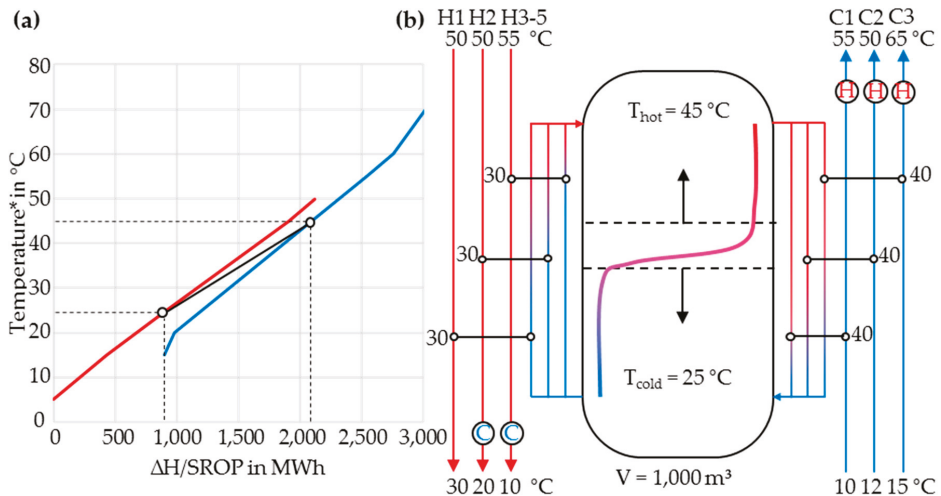 (a)
Temperature* in °C
80
70
60
50
40
30
20
10
0
0 500 1,000 1,500 2,000 2,500 3,000
ΔH/SROP in MWh
(b)
H1 H2 H3-5
50 50 55 °C
C1 C2 C3
55 50 65 °C
H H H
T_hot = 45 °C
30 40
30 40
30 40
T_cold = 25 °C
C C
30 20 10 °C
V = 1,000 m³
10 12 15 °C